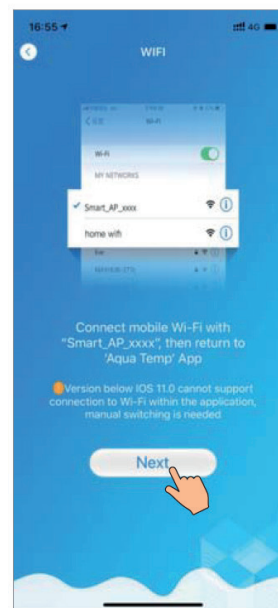 16:55 4G
WIFI
Wi-Fi
Wi-Fi
MY NETWORKS
Smart_AP_xxxx
home wifi
Connect mobile Wi-Fi with
"Smart_AP_xxxx", then return to
'Aqua Temp' App
Version below IOS 11.0 cannot support
connection to Wi-Fi within the application,
manual switching is needed
Next